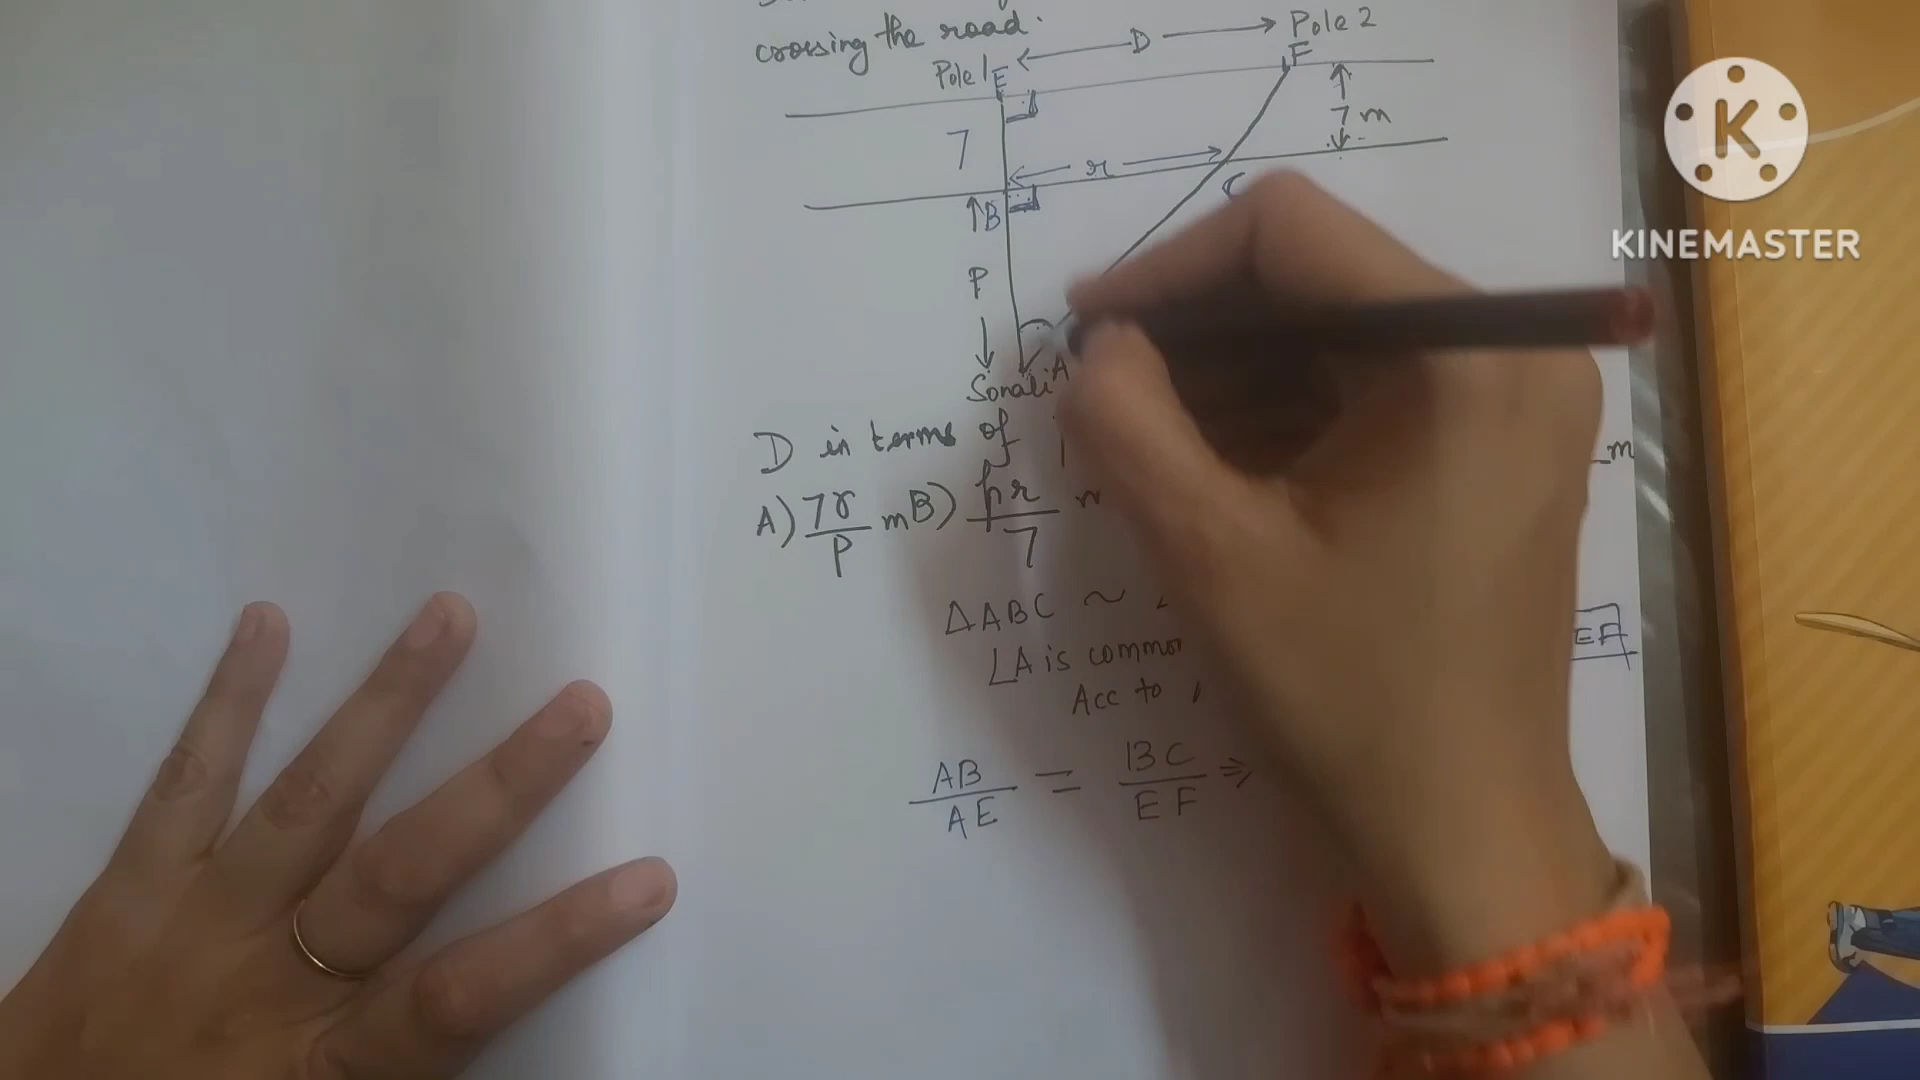 crossing the road.
D
Pole 2
Pole 1 E
F
7
7 m
r
B
C
P
Sonali A
D in terms of
m
A) 7r/P m B) pr/7
ΔABC ~
EA
∠A is common
Acc to
AB/AE = BC/EF ⇒
K
KINEMASTER